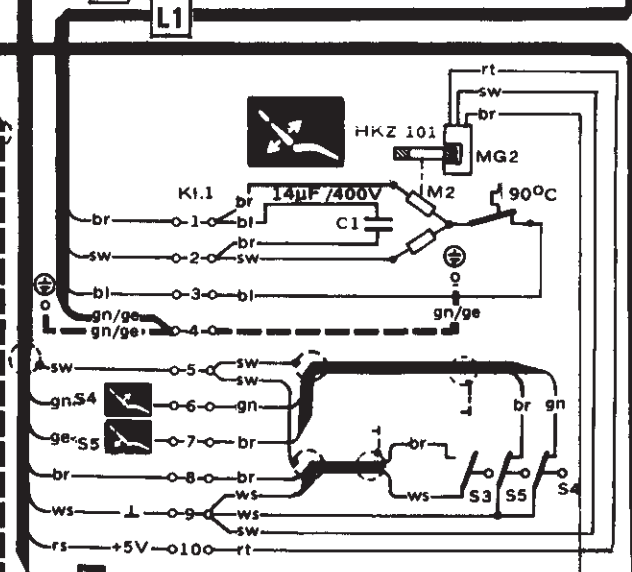 L1
rt
sw
br
HKZ 101
MG2
Kl.1
br
14µF/400V
M2
90°C
br
1
bl
C1
br
sw
2
sw
bl
3
bl
gn/ge
gn/ge
gn/ge
4
sw
5
sw
sw
gn
S4
6
gn
br
gn
ge
S5
7
br
br
br
8
br
ws
ws
S3
S5
S4
ws
⊥
9
ws
sw
rs
+5V
10
rt